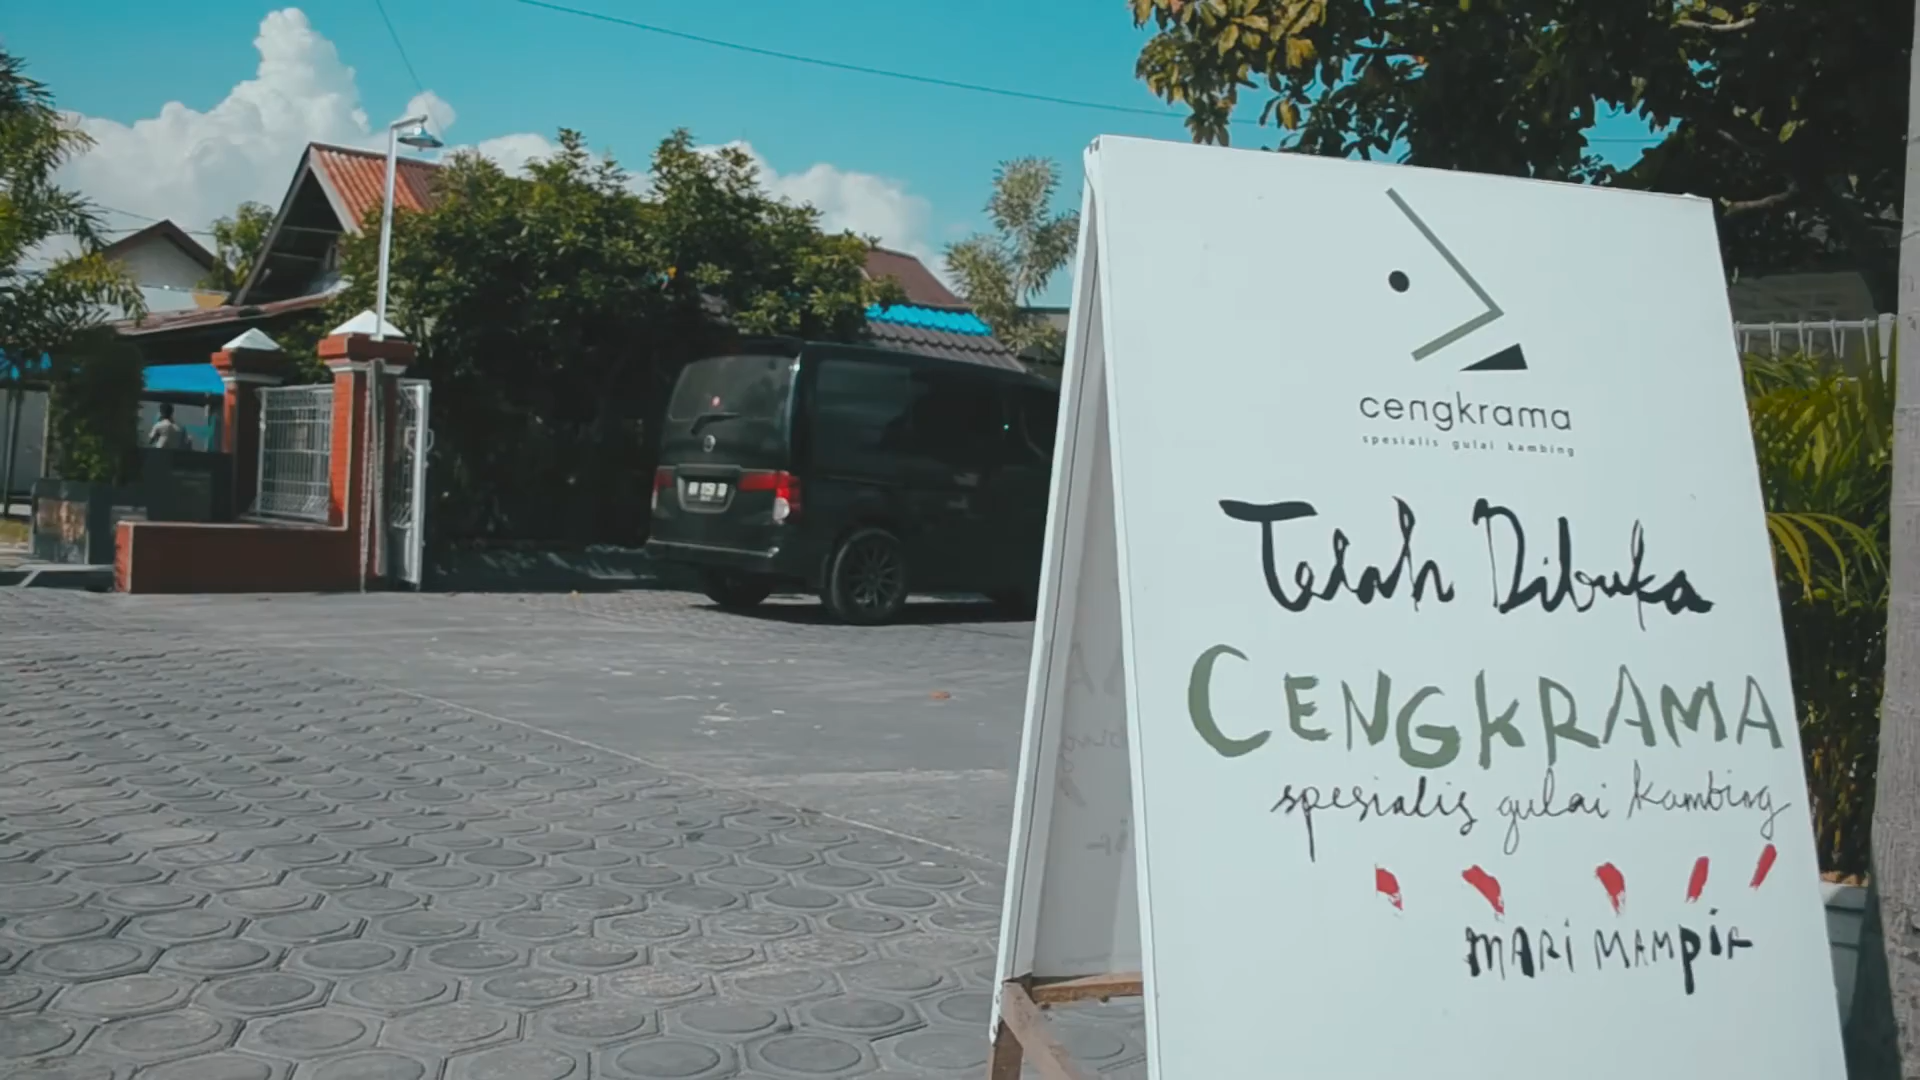 cengkrama
spesialis gulai kambing
Telah Dibuka
CENGKRAMA
spesialis gulai kambing
MARI MAMPIR